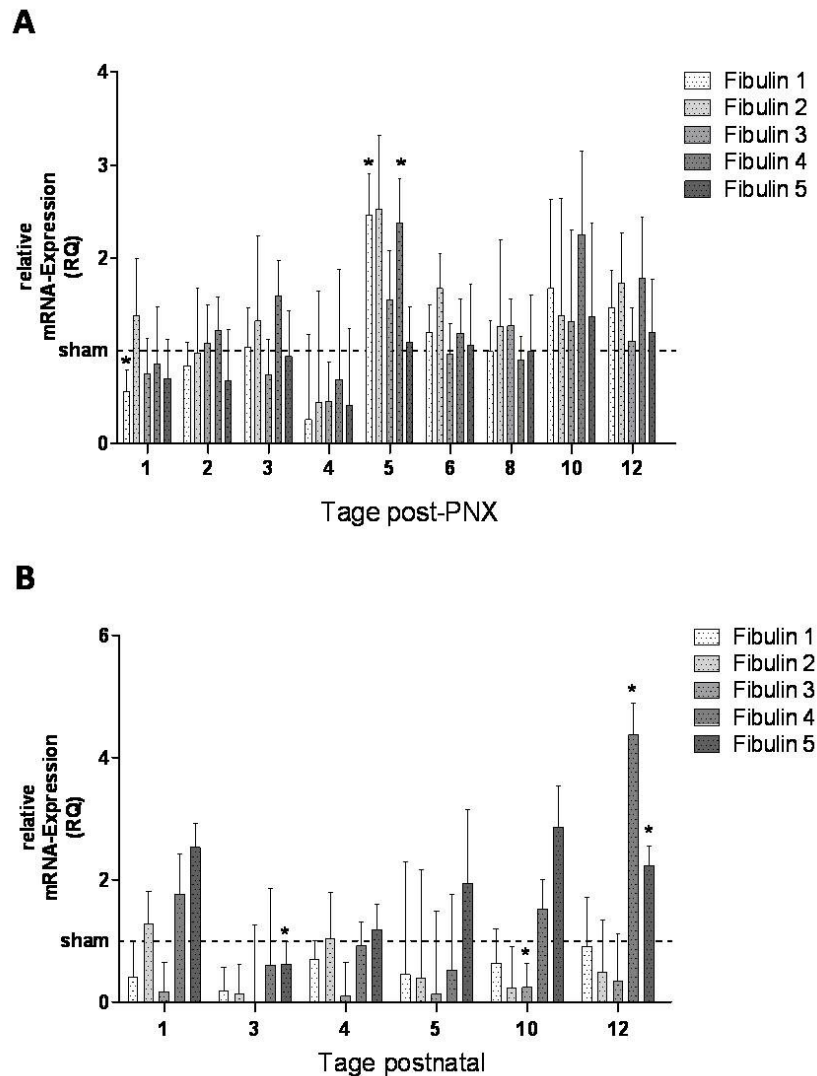 A
4
3
2
sham
0
relative
mRNA-Expression
(RQ)
*
*
*
1 2 3 4 5 6 8 10 12
Tage post-PNX
Fibulin 1
Fibulin 2
Fibulin 3
Fibulin 4
Fibulin 5
B
6
4
2
sham
0
relative
mRNA-Expression
(RQ)
*
*
*
*
1 3 4 5 10 12
Tage postnatal
Fibulin 1
Fibulin 2
Fibulin 3
Fibulin 4
Fibulin 5